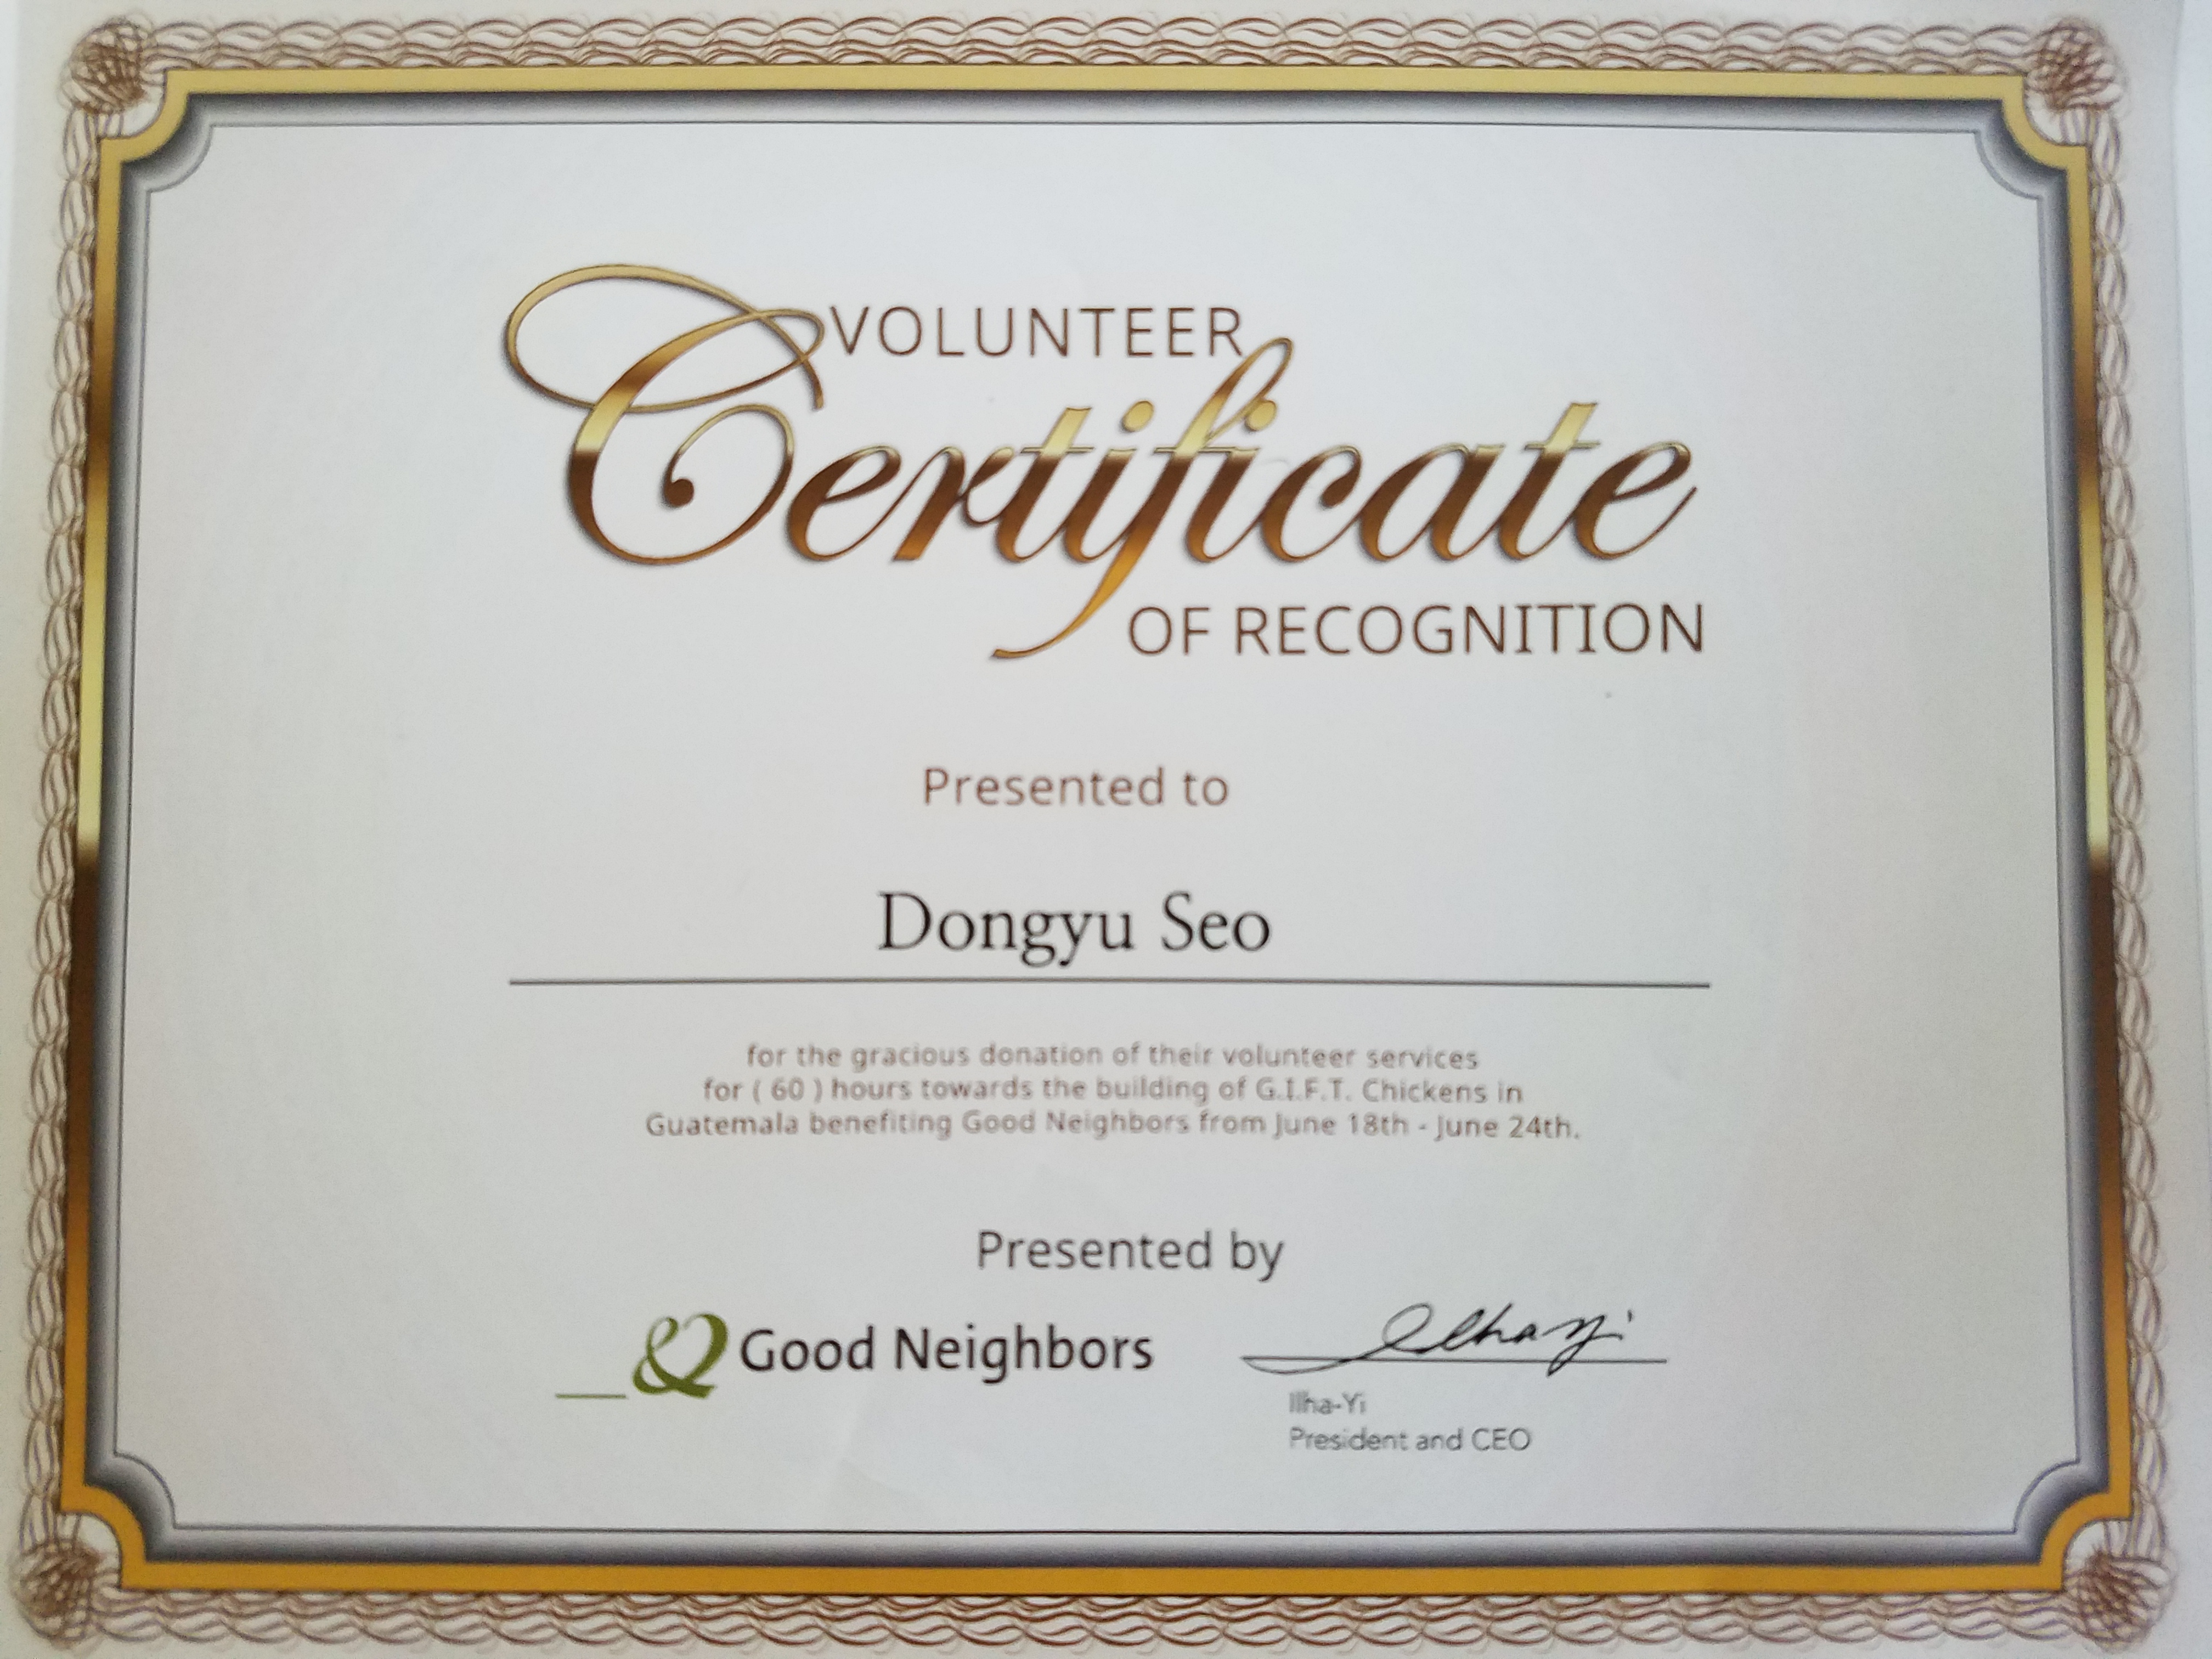 VOLUNTEER
Certificate
OF RECOGNITION
Presented to
Dongyu Seo
for the gracious donation of their volunteer services
for ( 60 ) hours towards the building of G.I.F.T. Chickens in
Guatemala benefiting Good Neighbors from June 18th - June 24th.
Presented by
Good Neighbors
Ilha Yi
Ilha-Yi
President and CEO